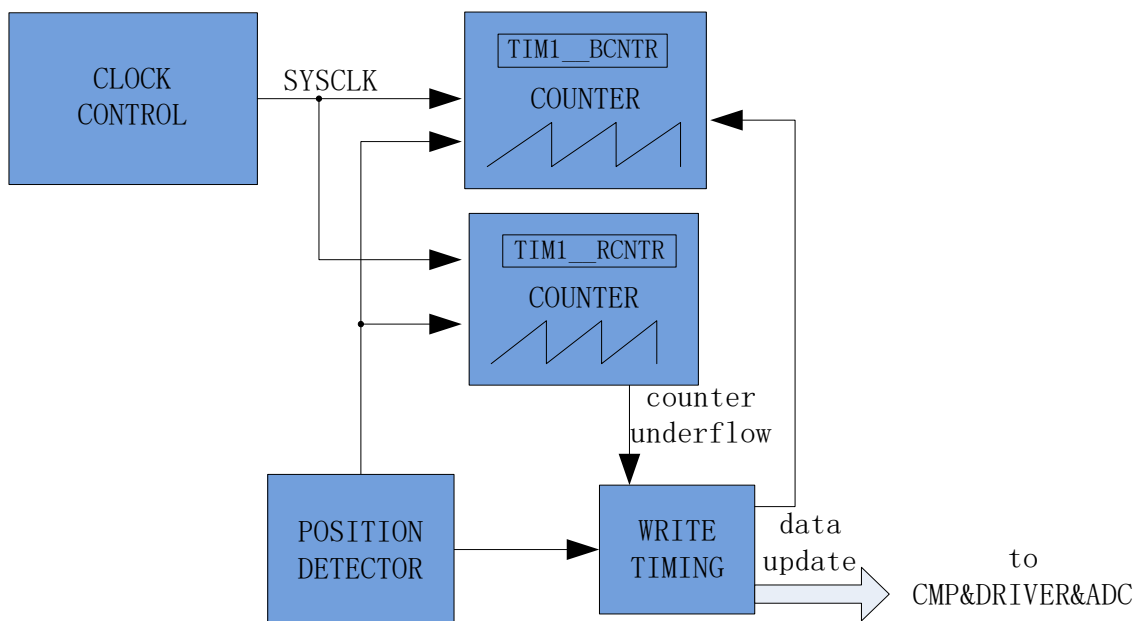 CLOCK
CONTROL
SYSCLK
TIM1__BCNTR
COUNTER
TIM1__RCNTR
COUNTER
counter
underflow
POSITION
DETECTOR
WRITE
TIMING
data
update
to
CMP&DRIVER&ADC